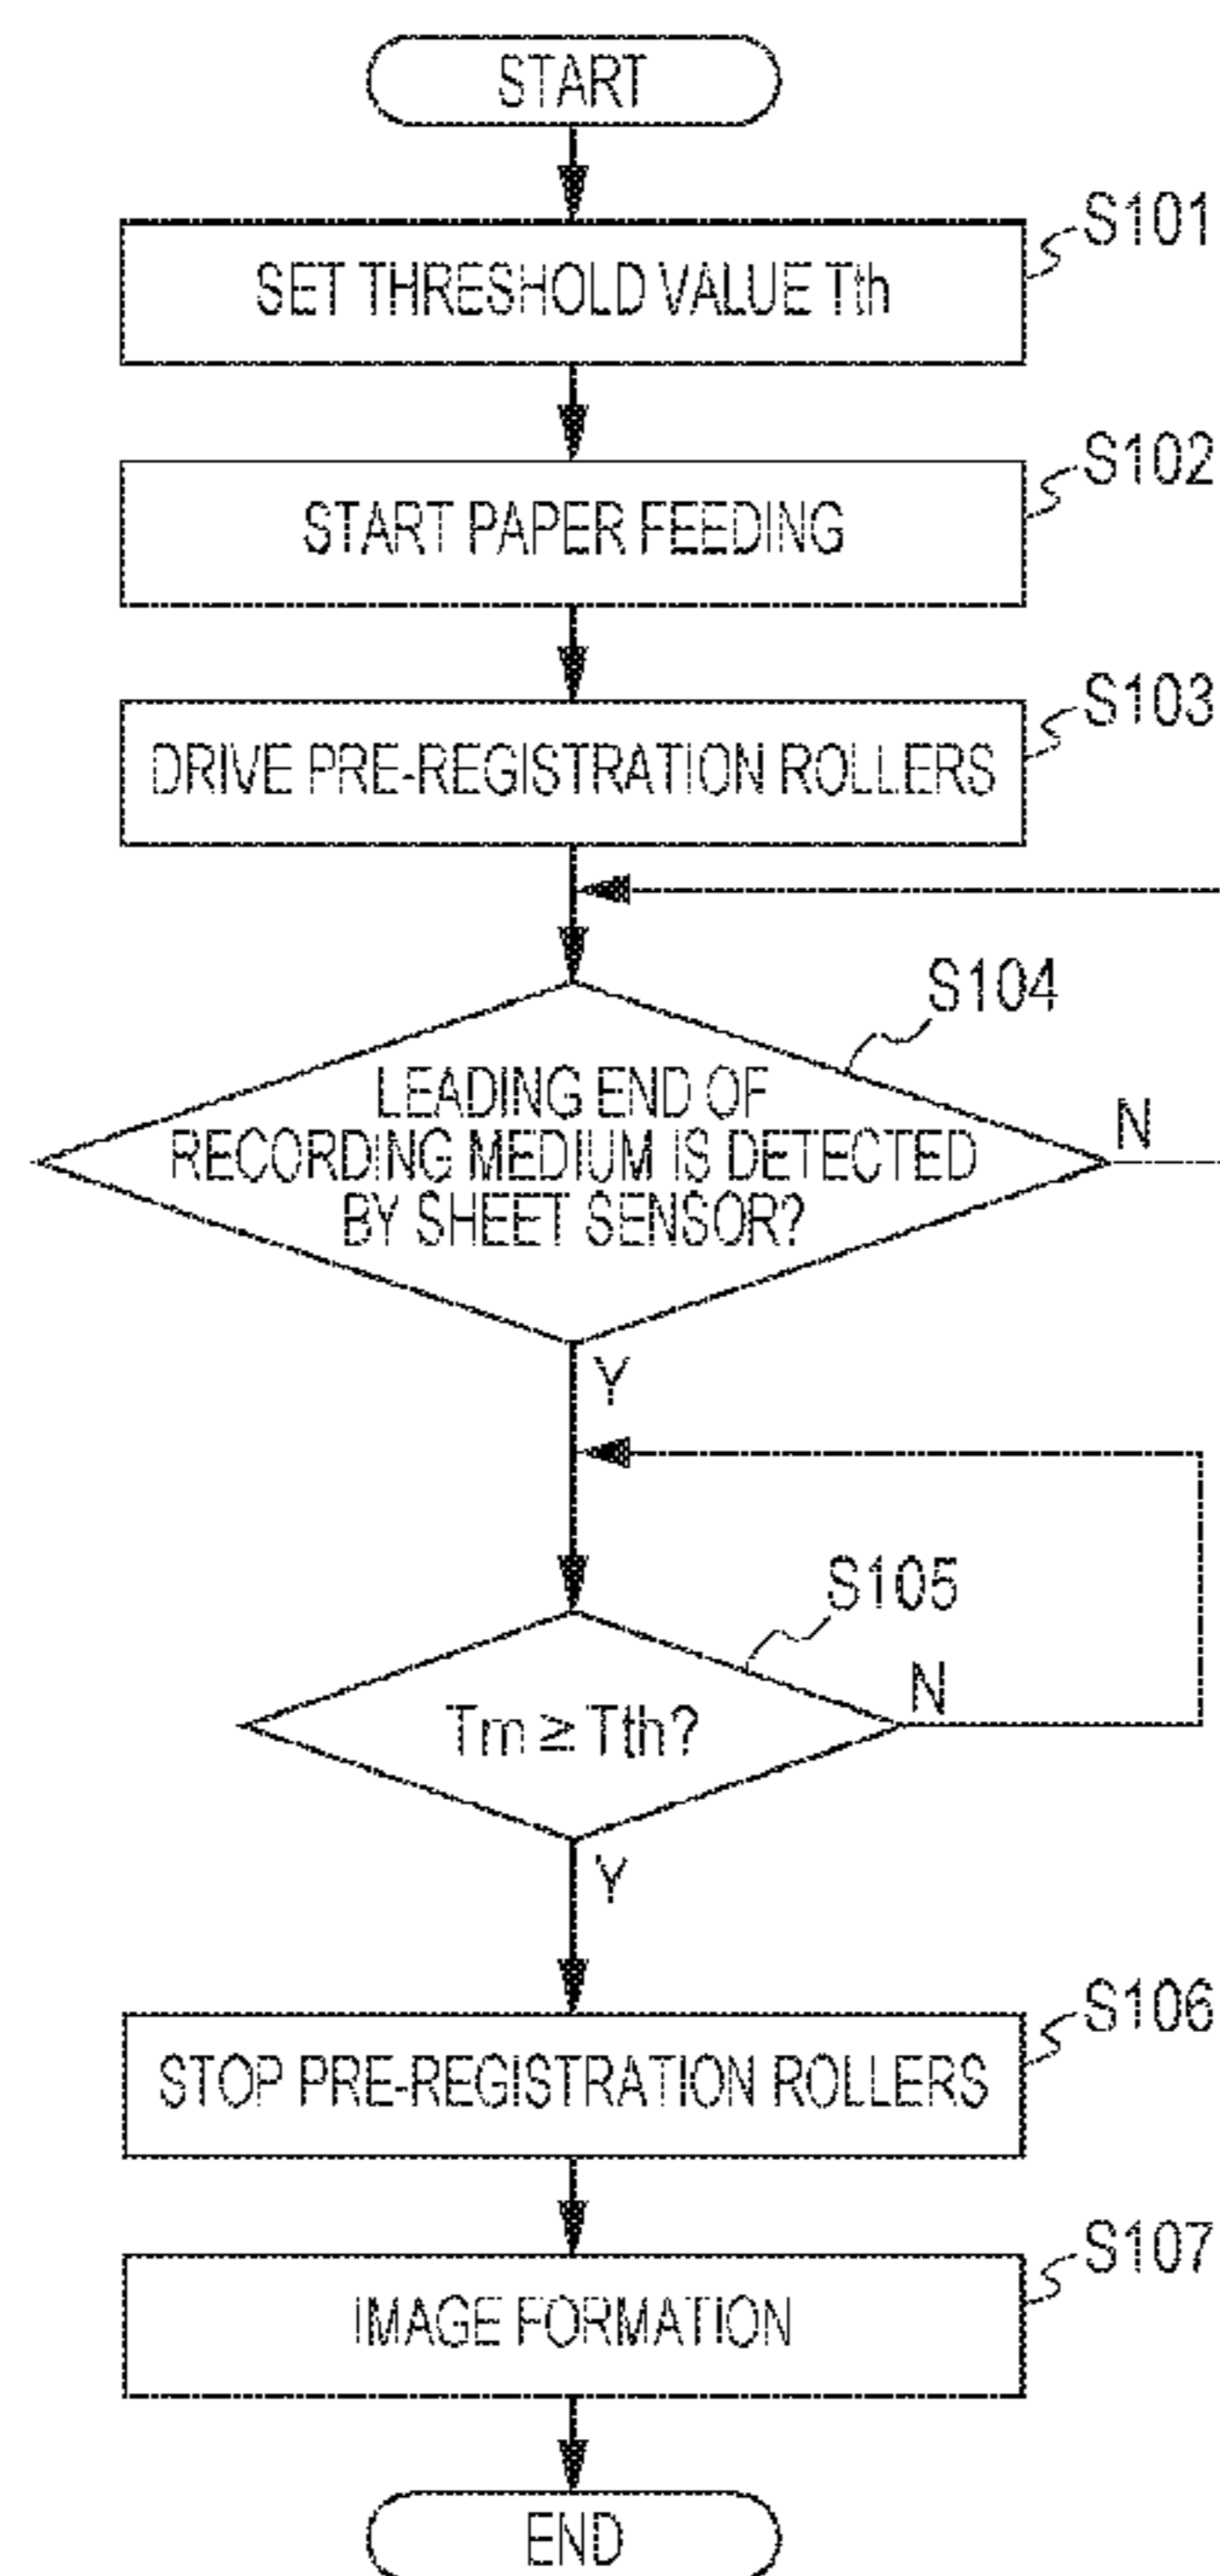 START
S101
SET THRESHOLD VALUE Tth
S102
START PAPER FEEDING
S103
DRIVE PRE-REGISTRATION ROLLERS
S104
LEADING END OF
RECORDING MEDIUM IS DETECTED
BY SHEET SENSOR?
N
Y
S105
Tm ≥ Tth?
N
Y
S106
STOP PRE-REGISTRATION ROLLERS
S107
IMAGE FORMATION
END